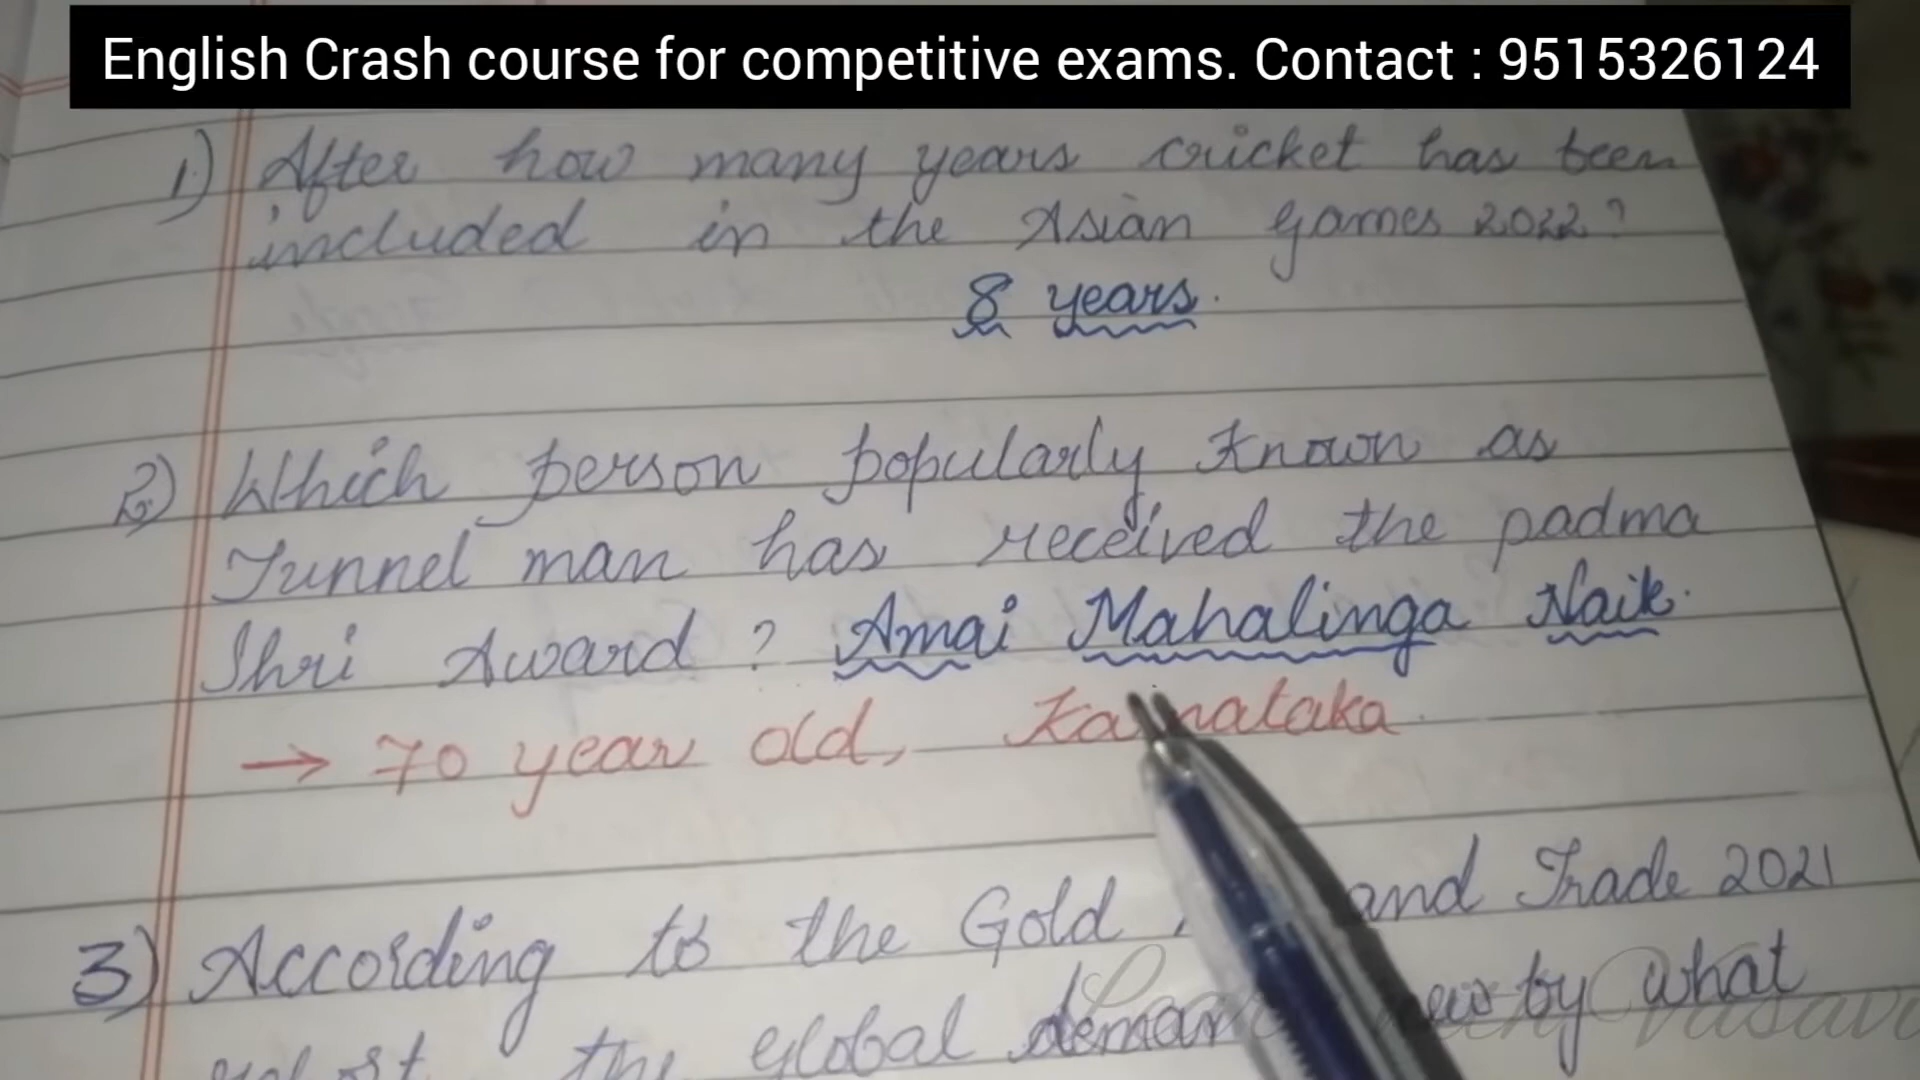 English Crash course for competitive exams. Contact : 9515326124
1) After how many years cricket has been
included in the Asian games 2022?
8 years.
2) Which person popularly known as
Tunnel man has received the padma
Shri Award? Amai Mahalinga Naik.
→ 70 year old, Karnataka
3) According to the Gold and Trade 2021
the global deman by what